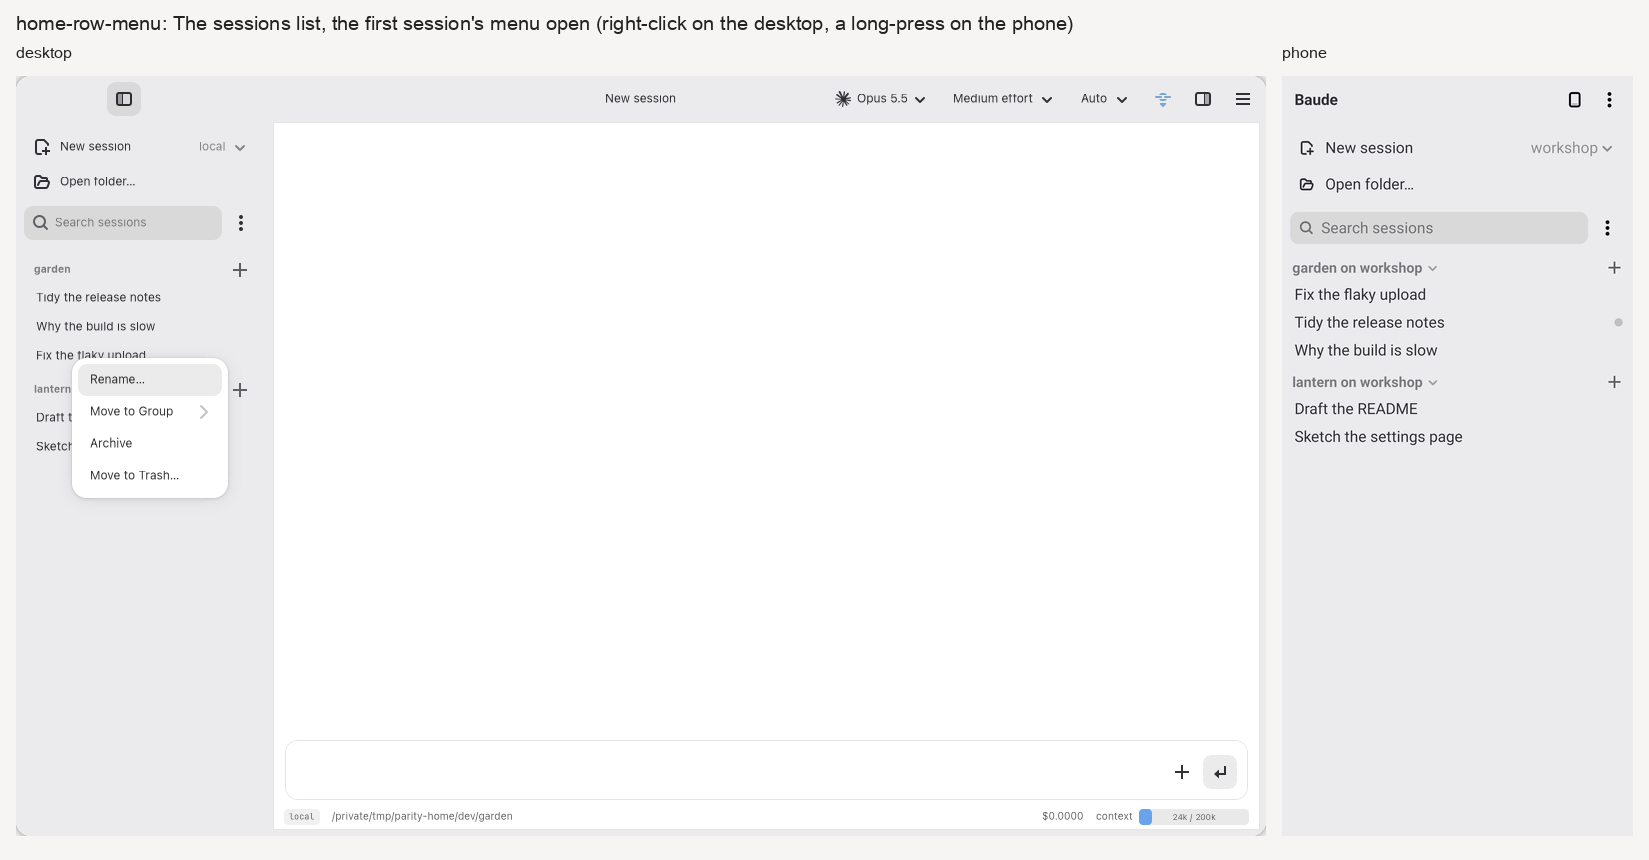 home-row-menu: The sessions list, the first session's menu open (right-click on the desktop, a long-press on the phone)
desktop
New session
Opus 5.5
Medium effort
Auto
New session
local
Open folder...
Search sessions
garden
Tidy the release notes
Why the build is slow
Fix the flaky upload
lantern
Draft t
Sketch
Rename...
Move to Group
Archive
Move to Trash...
local
/private/tmp/parity-home/dev/garden
$0.0000
context
24k / 200k
phone
Baude
New session
workshop
Open folder...
Search sessions
garden on workshop
Fix the flaky upload
Tidy the release notes
Why the build is slow
lantern on workshop
Draft the README
Sketch the settings page